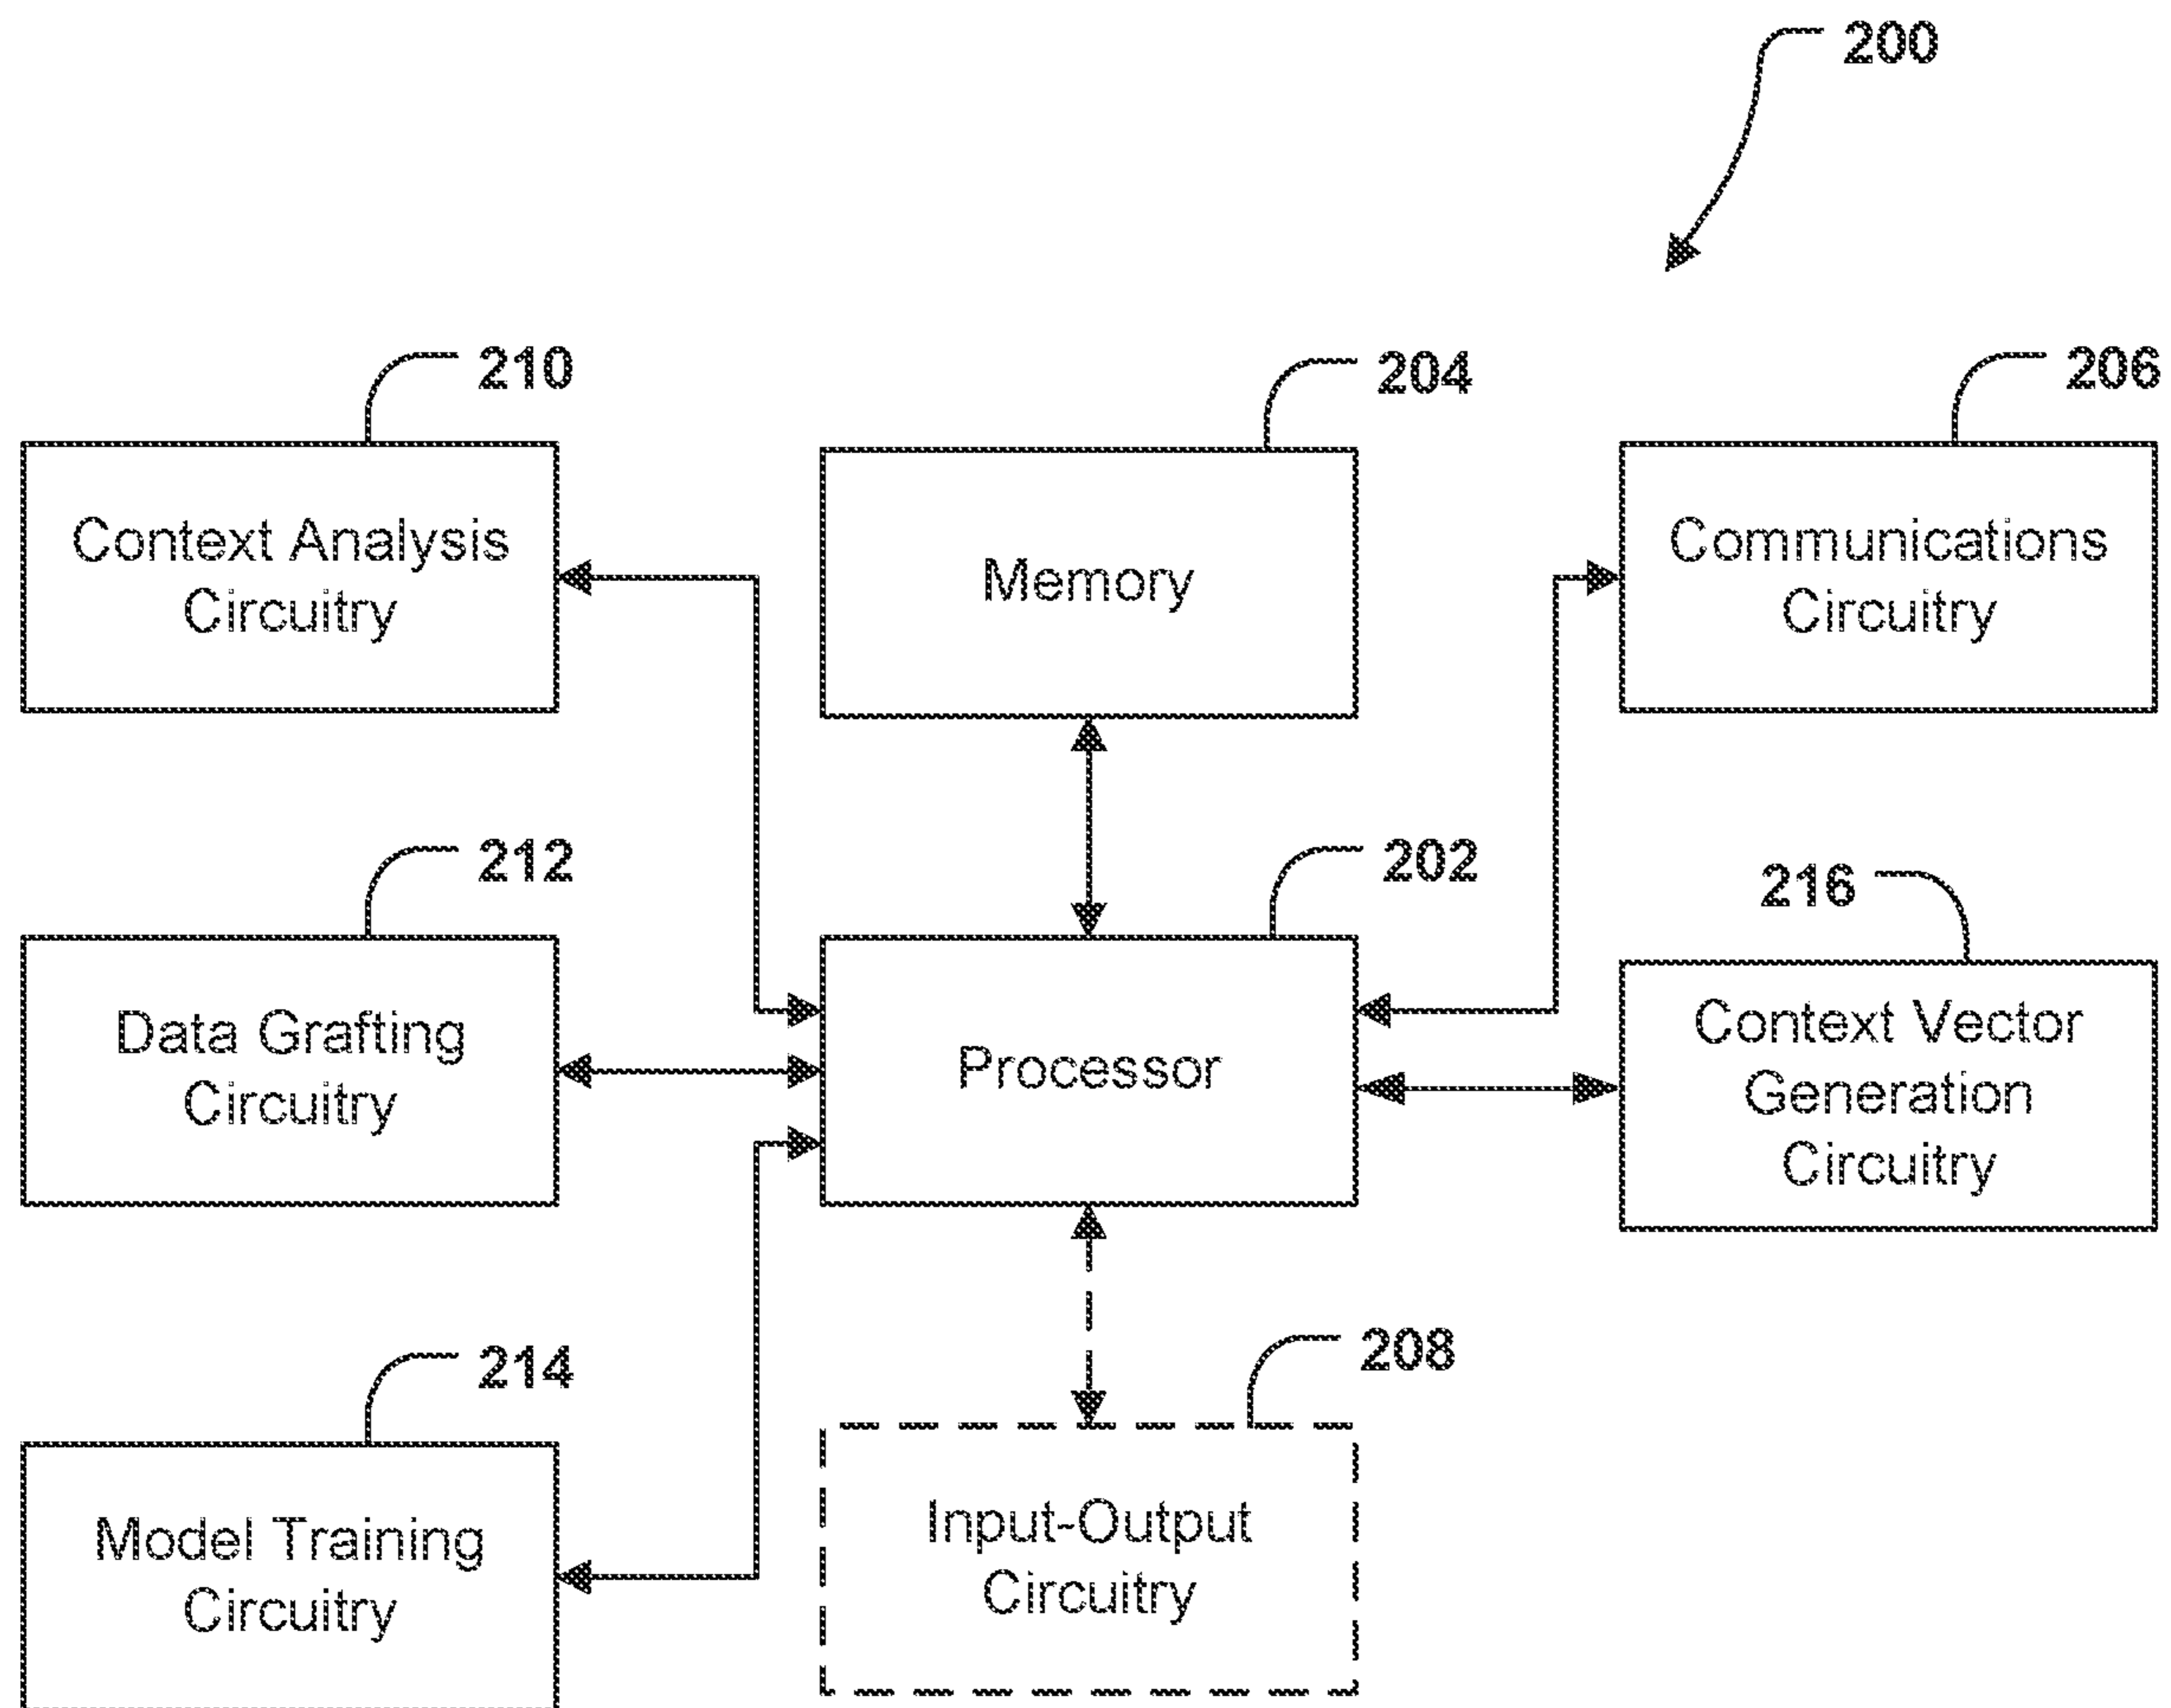 200
210
204
206
Context Analysis
Circuitry
Memory
Communications
Circuitry
212
202
216
Data Grafting
Circuitry
Processor
Context Vector
Generation
Circuitry
214
208
Model Training
Circuitry
Input-Output
Circuitry